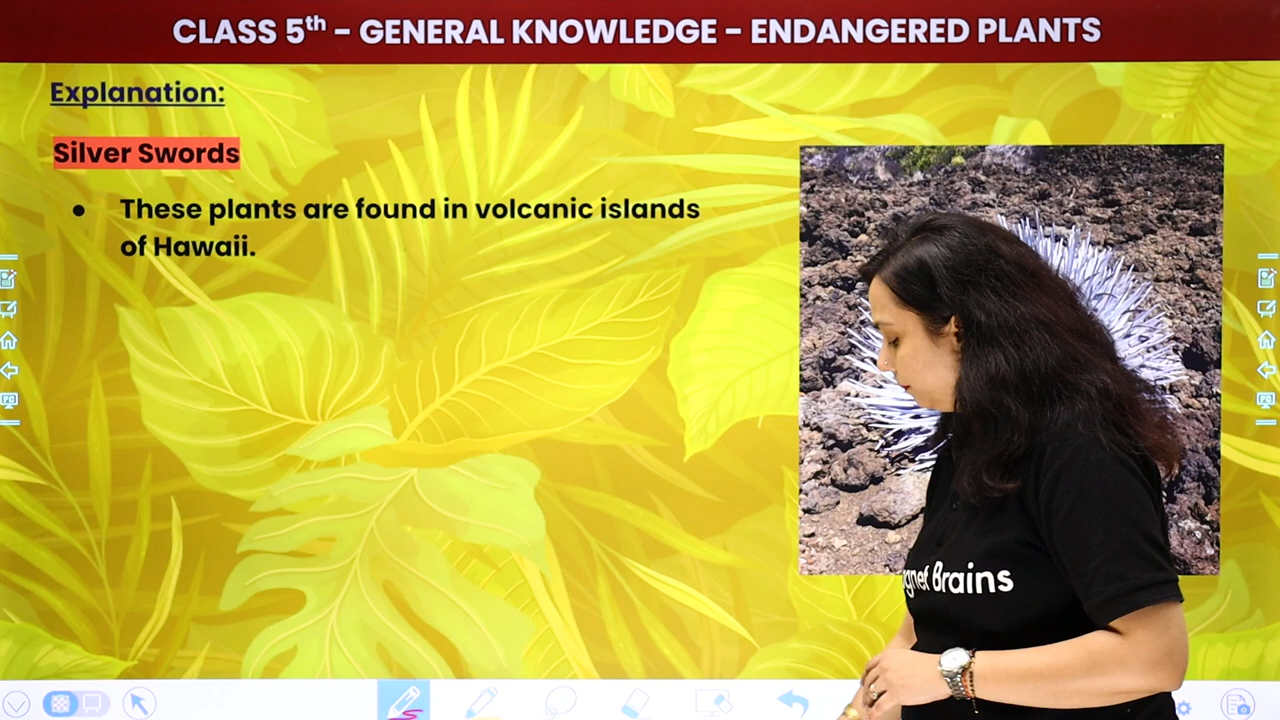 CLASS 5th - GENERAL KNOWLEDGE - ENDANGERED PLANTS
Explanation:
Silver Swords
● These plants are found in volcanic islands
of Hawaii.
Brains